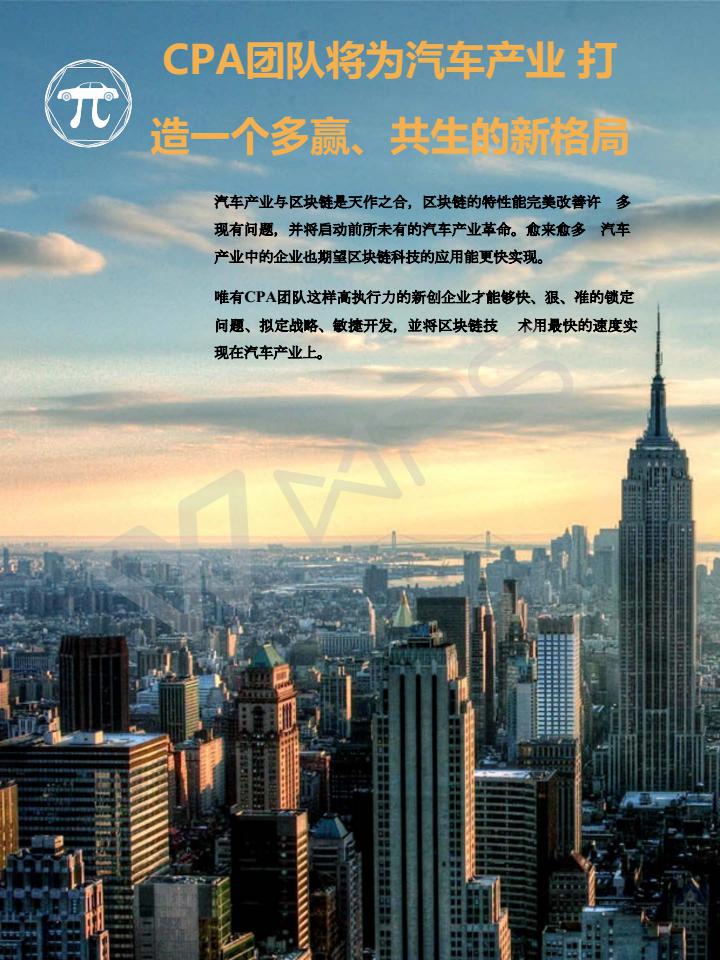 CPA团队将为汽车产业 打
造一个多赢、共生的新格局
π
汽车产业与区块链是天作之合，区块链的特性能完美改善许 多
现有问题，并将启动前所未有的汽车产业革命。愈来愈多 汽车
产业中的企业也期望区块链科技的应用能更快实现。
唯有CPA团队这样高执行力的新创企业才能够快、狠、准的锁定
问题、拟定战略、敏捷开发，並将区块链技 术用最快的速度实
现在汽车产业上。